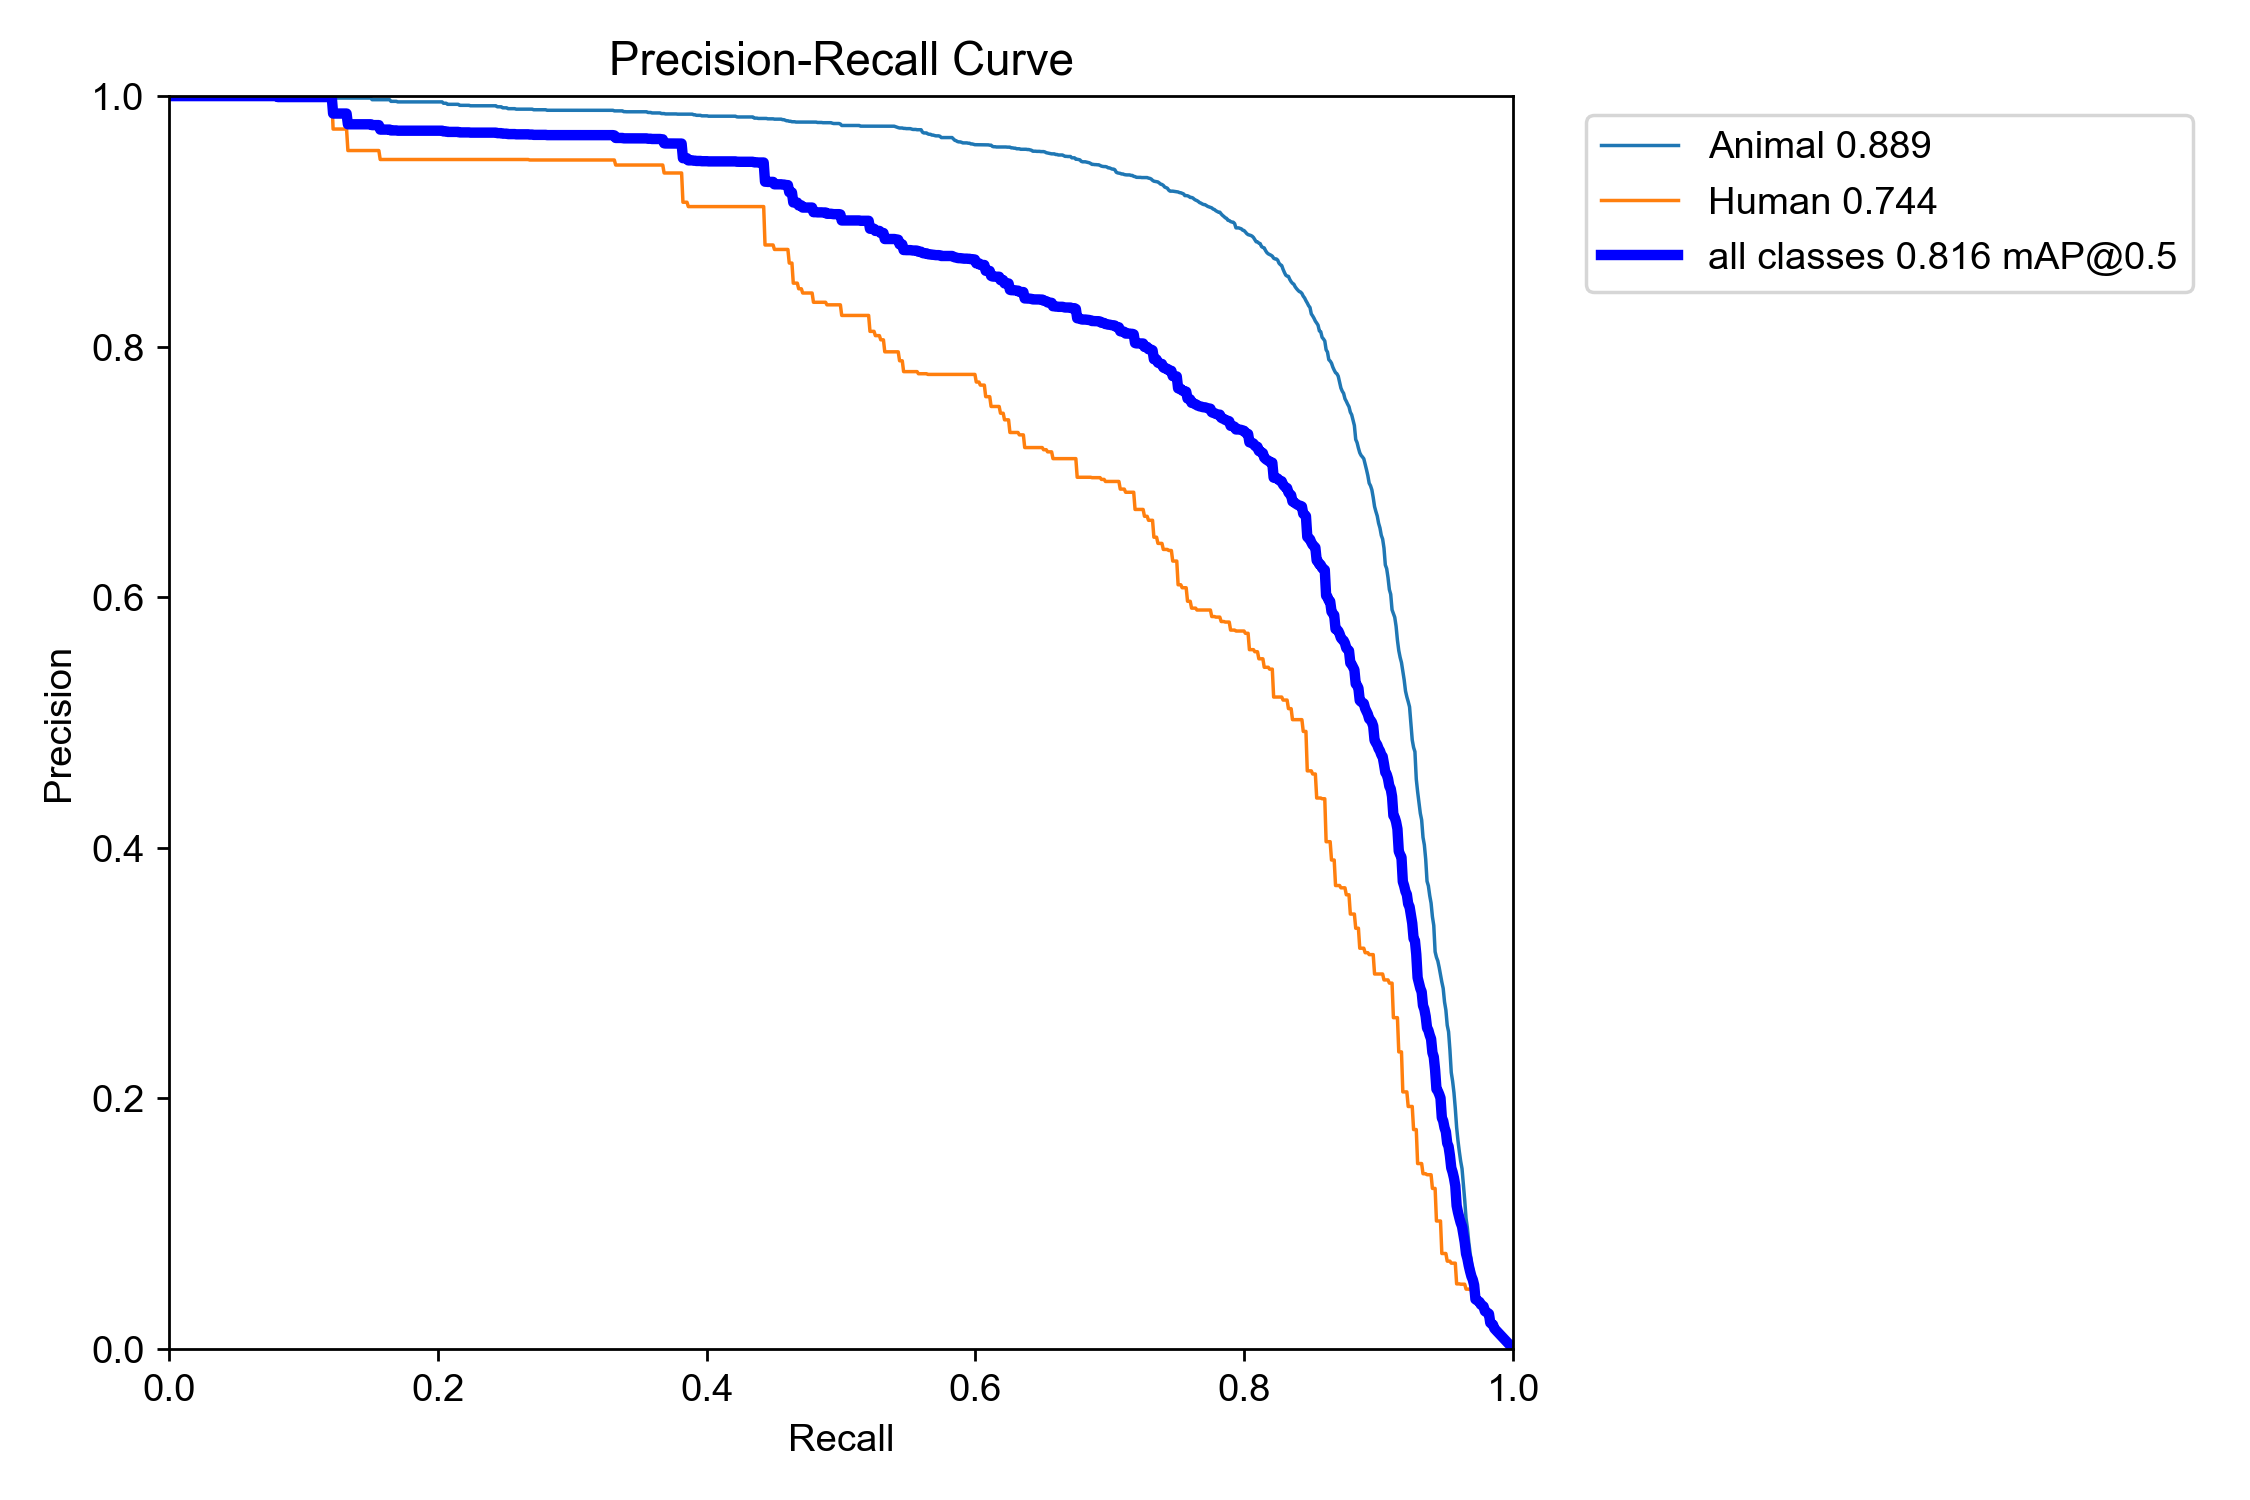 Precision-Recall Curve
1.0
0.8
0.6
0.4
0.2
0.0
Precision
0.0 0.2 0.4 0.6 0.8 1.0
Recall
Animal 0.889
Human 0.744
all classes 0.816 mAP@0.5